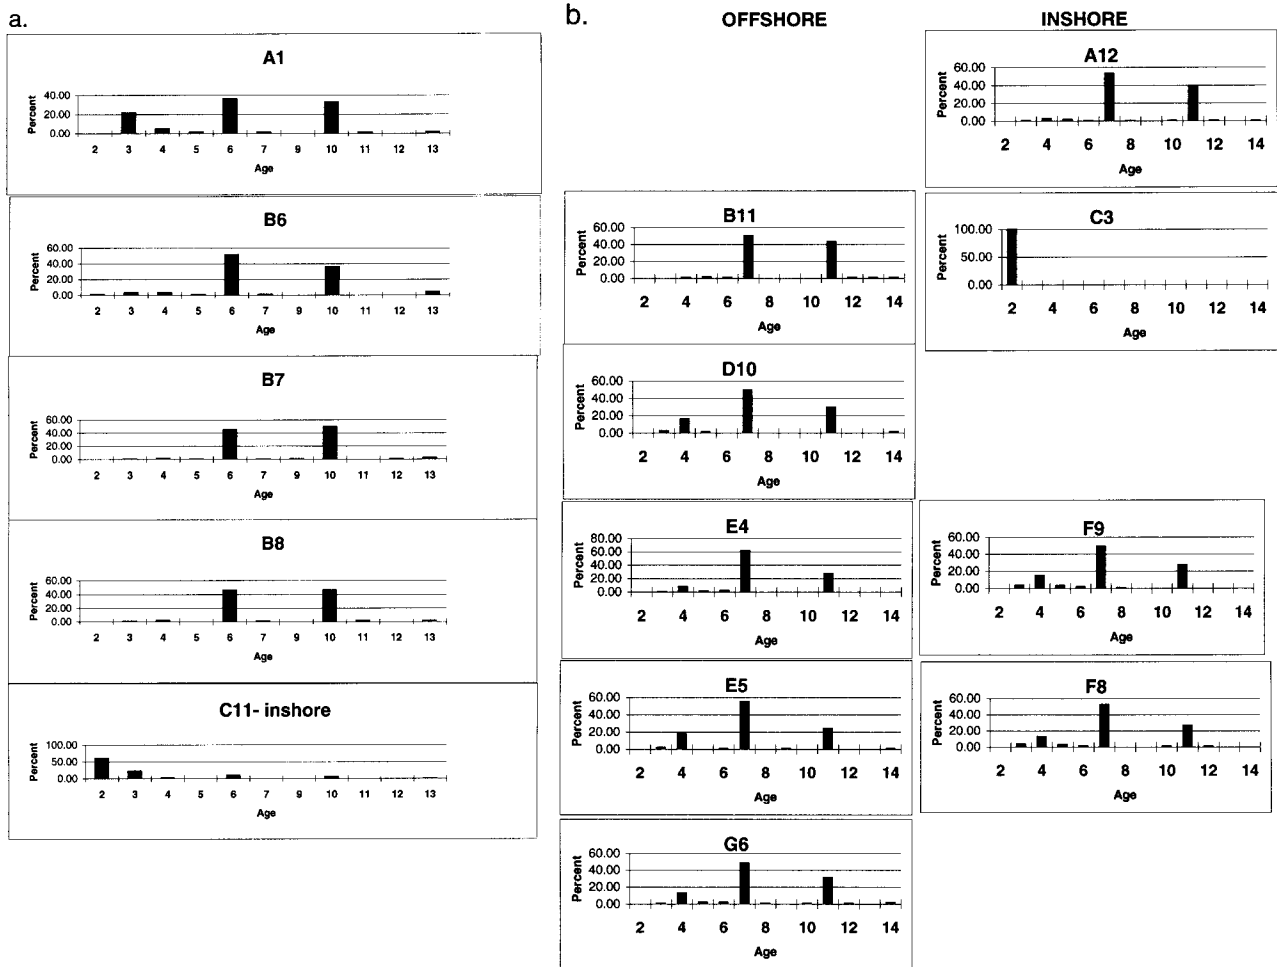 a.
A1
Percent
40.00
20.00
0.00
2 3 4 5 6 7 9 10 11 12 13
Age
B6
Percent
60.00
40.00
20.00
0.00
2 3 4 5 6 7 9 10 11 12 13
Age
B7
Percent
60.00
40.00
20.00
0.00
2 3 4 5 6 7 9 10 11 12 13
Age
B8
Percent
60.00
40.00
20.00
0.00
2 3 4 5 6 7 9 10 11 12 13
Age
C11- inshore
Percent
100.00
50.00
0.00
2 3 4 5 6 7 9 10 11 12 13
Age
b.
OFFSHORE
INSHORE
B11
Percent
60.00
40.00
20.00
0.00
2 4 6 8 10 12 14
Age
D10
Percent
60.00
40.00
20.00
0.00
2 4 6 8 10 12 14
Age
E4
Percent
80.00
60.00
40.00
20.00
0.00
2 4 6 8 10 12 14
Age
E5
Percent
60.00
40.00
20.00
0.00
2 4 6 8 10 12 14
Age
G6
Percent
60.00
40.00
20.00
0.00
2 4 6 8 10 12 14
Age
A12
Percent
60.00
40.00
20.00
0.00
2 4 6 8 10 12 14
Age
C3
Percent
100.00
50.00
0.00
2 4 6 8 10 12 14
Age
F9
Percent
60.00
40.00
20.00
0.00
2 4 6 8 10 12 14
Age
F8
Percent
60.00
40.00
20.00
0.00
2 4 6 8 10 12 14
Age